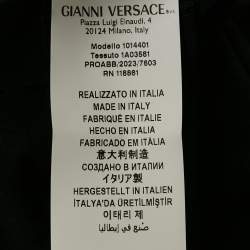 GIANNI VERSACE S.r.l.
Piazza Luigi Einaudi, 4
20124 Milano, Italy
Modello 1014401
Tessuto 1A03561
PROABB/2023/7603
RN 118861
REALIZZATO IN ITALIA
MADE IN ITALY
FABRIQUÉ EN ITALIE
HECHO EN ITALIA
FABRICADO EM ITÁLIA
意大利制造
СОЗДАНО В ИТАЛИИ
イタリア製
HERGESTELLT IN ITALIEN
İTALYA'DA ÜRETİLMİŞTİR
이태리 제
صنع في إيطاليا